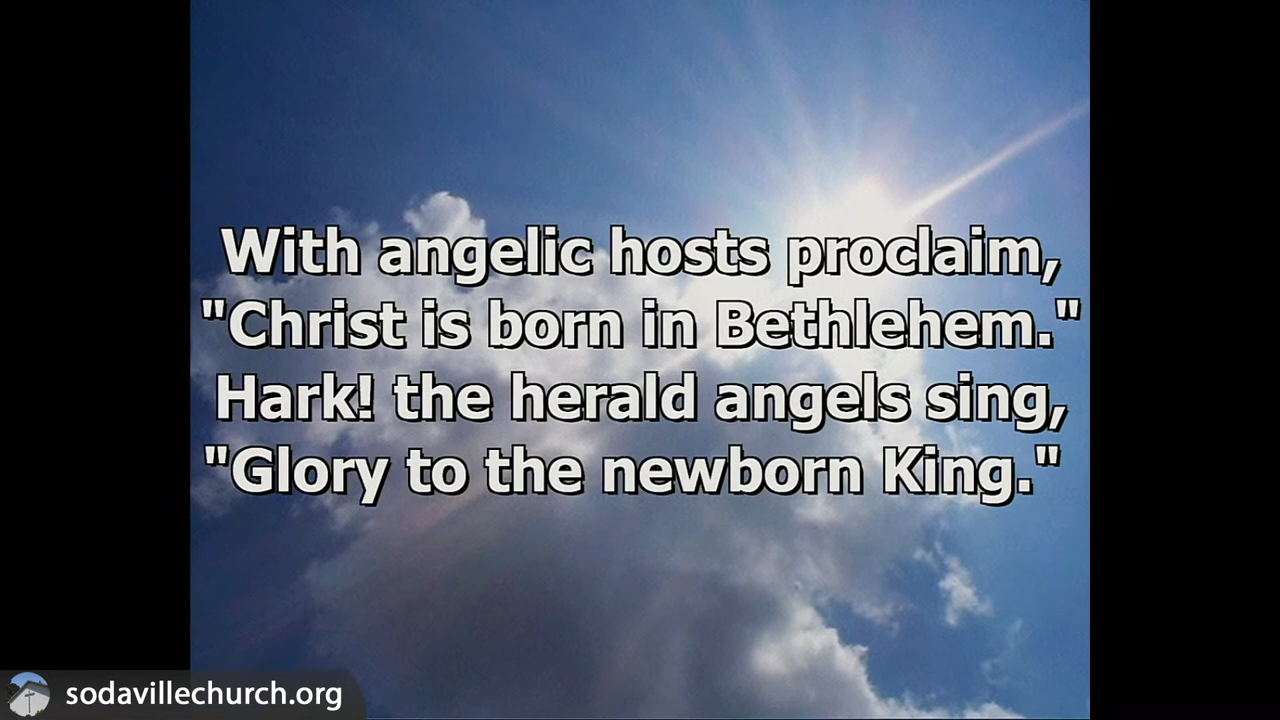 With angelic hosts proclaim,
"Christ is born in Bethlehem."
Hark! the herald angels sing,
"Glory to the newborn King."
sodavillechurch.org